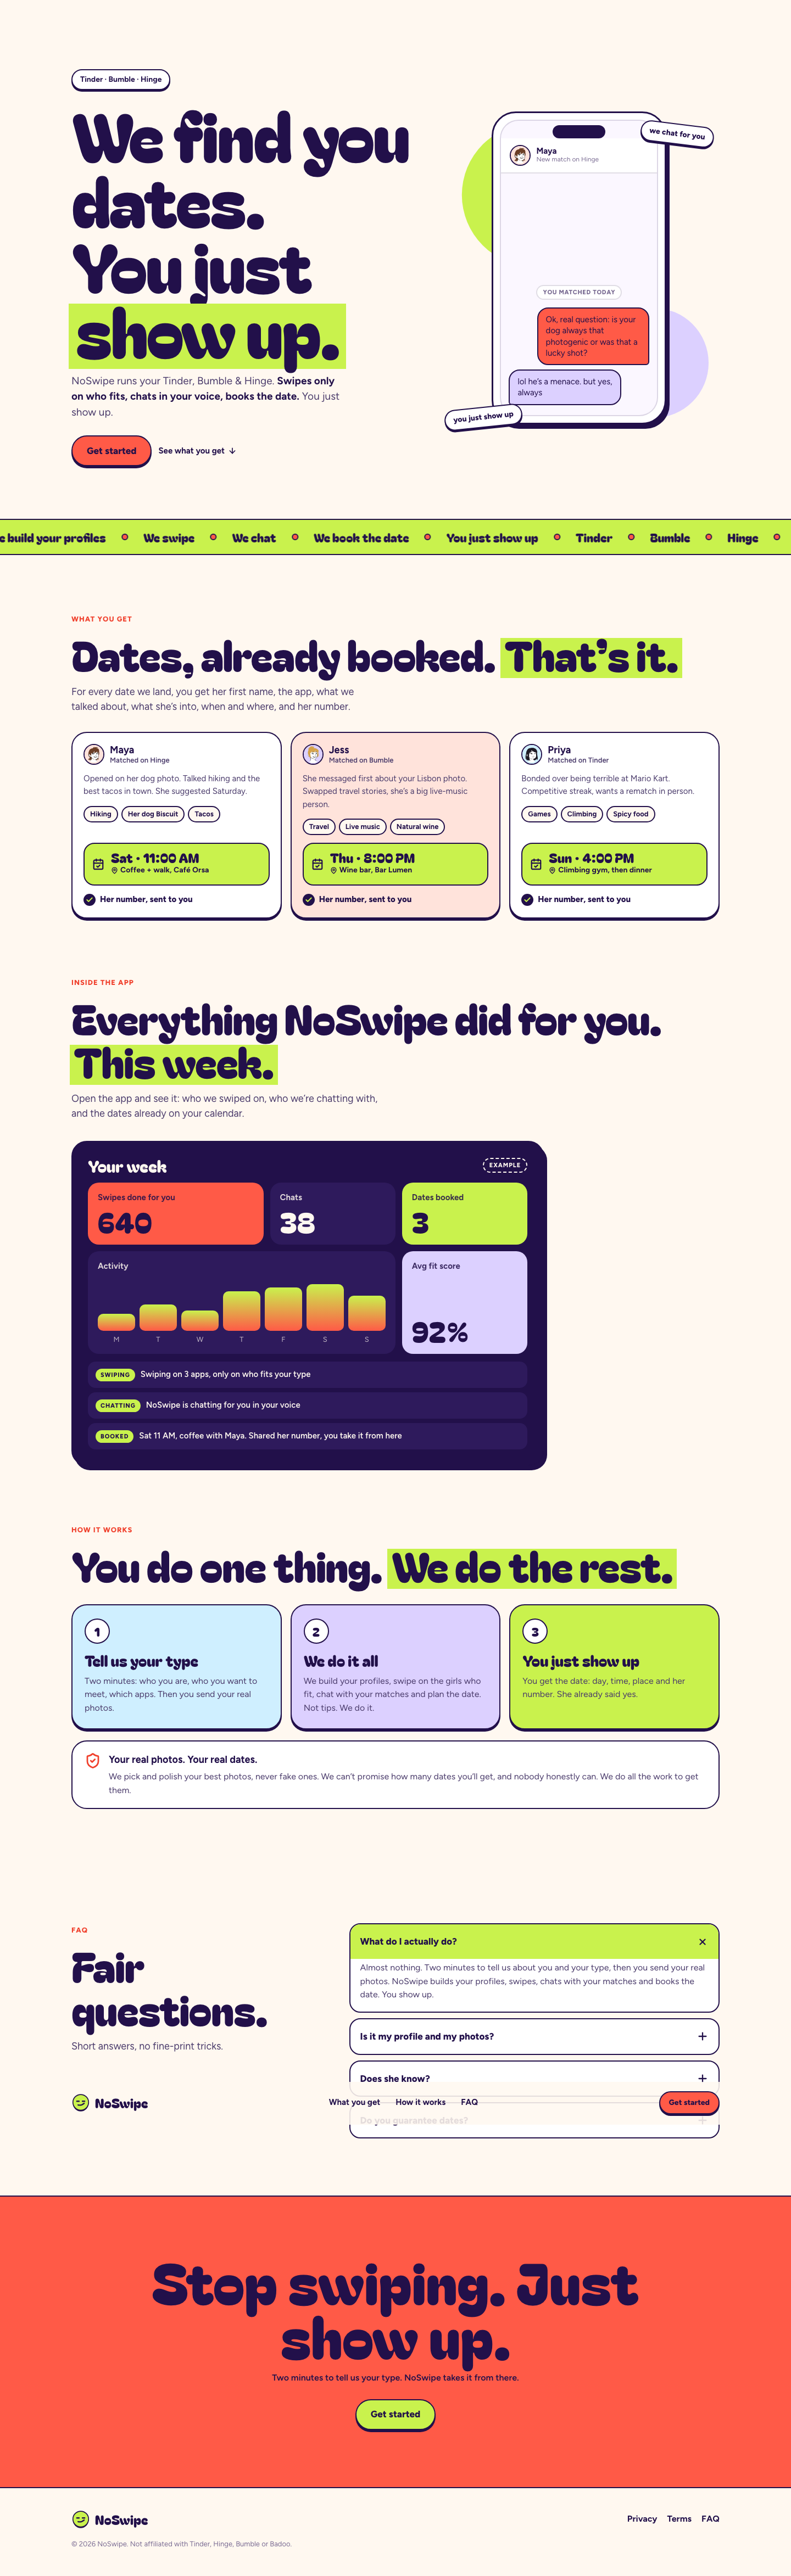 Tinder · Bumble · Hinge
We find you
dates.
You just
show up.
NoSwipe runs your Tinder, Bumble & Hinge. Swipes only
on who fits, chats in your voice, books the date. You just
show up.
Get started
See what you get ↓
we chat for you
Maya
New match on Hinge
YOU MATCHED TODAY
Ok, real question: is your
dog always that
photogenic or was that a
lucky shot?
lol he's a menace. but yes,
always
you just show up
e build your profiles
We swipe
We chat
We book the date
You just show up
Tinder
Bumble
Hinge
WHAT YOU GET
Dates, already booked. That's it.
For every date we land, you get her first name, the app, what we
talked about, what she's into, when and where, and her number.
Maya
Matched on Hinge
Opened on her dog photo. Talked hiking and the
best tacos in town. She suggested Saturday.
Hiking
Her dog Biscuit
Tacos
Sat · 11:00 AM
Coffee + walk, Café Orsa
Her number, sent to you
Jess
Matched on Bumble
She messaged first about your Lisbon photo.
Swapped travel stories, she's a big live-music
person.
Travel
Live music
Natural wine
Thu · 8:00 PM
Wine bar, Bar Lumen
Her number, sent to you
Priya
Matched on Tinder
Bonded over being terrible at Mario Kart.
Competitive streak, wants a rematch in person.
Games
Climbing
Spicy food
Sun · 4:00 PM
Climbing gym, then dinner
Her number, sent to you
INSIDE THE APP
Everything NoSwipe did for you.
This week.
Open the app and see it: who we swiped on, who we're chatting with,
and the dates already on your calendar.
Your week
EXAMPLE
Swipes done for you
640
Chats
38
Dates booked
3
Activity
M T W T F S S
Avg fit score
92%
SWIPING Swiping on 3 apps, only on who fits your type
CHATTING NoSwipe is chatting for you in your voice
BOOKED Sat 11 AM, coffee with Maya. Shared her number, you take it from here
HOW IT WORKS
You do one thing. We do the rest.
1
Tell us your type
Two minutes: who you are, who you want to
meet, which apps. Then you send your real
photos.
2
We do it all
We build your profiles, swipe on the girls who
fit, chat with your matches and plan the date.
Not tips. We do it.
3
You just show up
You get the date: day, time, place and her
number. She already said yes.
Your real photos. Your real dates.
We pick and polish your best photos, never fake ones. We can't promise how many dates you'll get, and nobody honestly can. We do all the work to get
them.
FAQ
Fair
questions.
Short answers, no fine-print tricks.
What do I actually do?
Almost nothing. Two minutes to tell us about you and your type, then you send your real
photos. NoSwipe builds your profiles, swipes, chats with your matches and books the
date. You show up.
Is it my profile and my photos?
Does she know?
NoSwipe
What you get
How it works
FAQ
Get started
Do you guarantee dates?
Stop swiping. Just
show up.
Two minutes to tell us your type. NoSwipe takes it from there.
Get started
NoSwipe
Privacy
Terms
FAQ
© 2026 NoSwipe. Not affiliated with Tinder, Hinge, Bumble or Badoo.